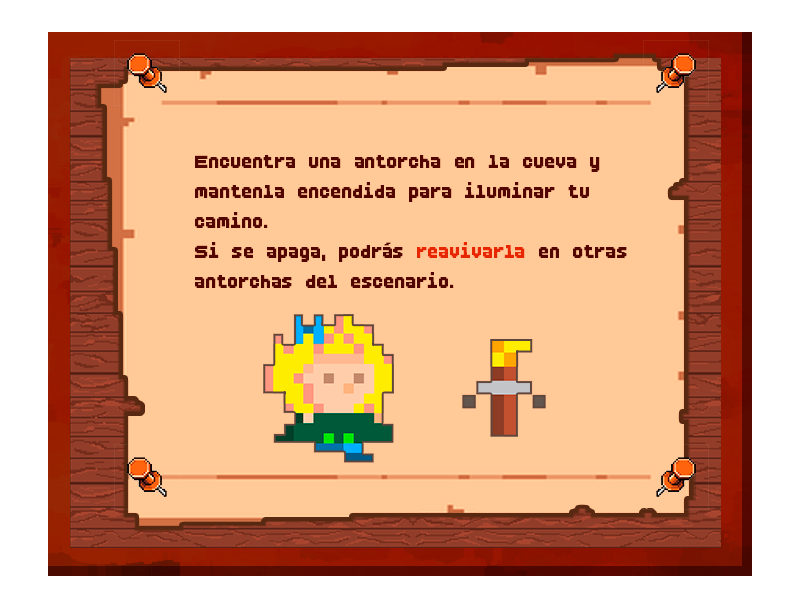 Encuentra una antorcha en la cueva y
mantenla encendida para iluminar tu
camino.
Si se apaga, podrás reavivarla en otras
antorchas del escenario.